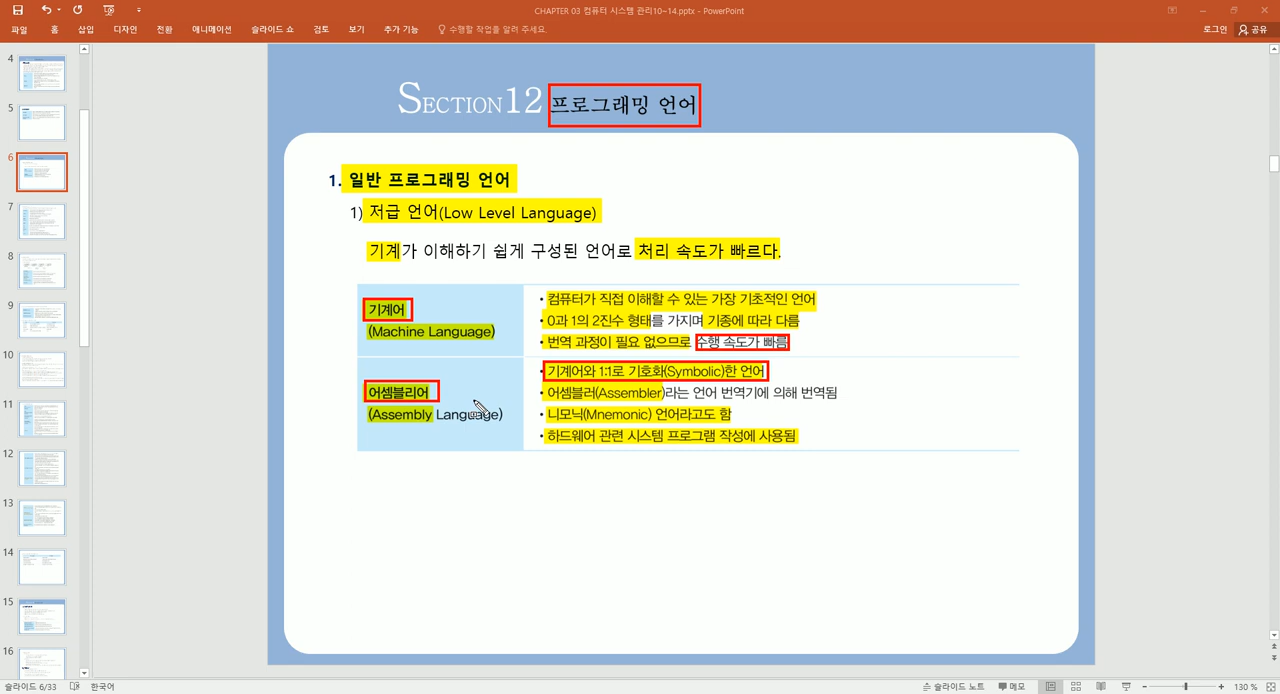 CHAPTER 03 컴퓨터 시스템 관리10~14.pptx - PowerPoint
파일 홈 삽입 디자인 전환 애니메이션 슬라이드 쇼 검토 보기 추가 기능 수행할 작업을 알려 주세요. 로그인 공유
4
5
6
7
8
9
10
11
12
13
14
15
16
SECTION12 프로그래밍 언어
1. 일반 프로그래밍 언어
1) 저급 언어(Low Level Language)
기계가 이해하기 쉽게 구성된 언어로 처리 속도가 빠르다.
기계어
(Machine Language)
• 컴퓨터가 직접 이해할 수 있는 가장 기초적인 언어
• 0과 1의 2진수 형태를 가지며 기종에 따라 다름
• 번역 과정이 필요 없으므로 수행 속도가 빠름
어셈블리어
(Assembly Language)
• 기계어와 1:1로 기호화(Symbolic)한 언어
• 어셈블러(Assembler)라는 언어 번역기에 의해 번역됨
• 니모닉(Mnemonic) 언어라고도 함
• 하드웨어 관련 시스템 프로그램 작성에 사용됨
슬라이드 6/33 한국어 슬라이드 노트 메모 130 %